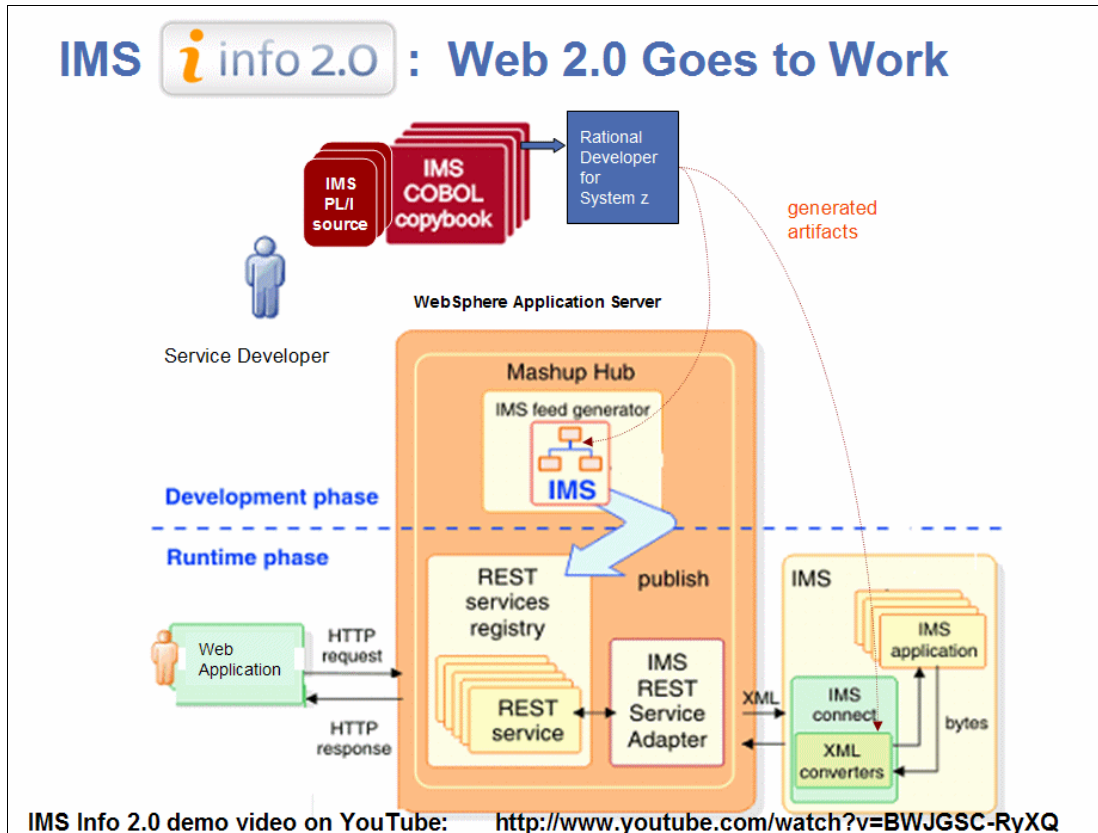 IMS i info 2.0 : Web 2.0 Goes to Work
IMS
PL/I
source
IMS
COBOL
copybook
Rational
Developer
for
System z
generated
artifacts
Service Developer
WebSphere Application Server
Mashup Hub
IMS feed generator
IMS
Development phase
Runtime phase
publish
REST
services
registry
REST
service
IMS
REST
Service
Adapter
Web
Application
HTTP
request
HTTP
response
XML
IMS
IMS
application
IMS
connect
XML
converters
bytes
IMS Info 2.0 demo video on YouTube: http://www.youtube.com/watch?v=BWJGSC-RyXQ